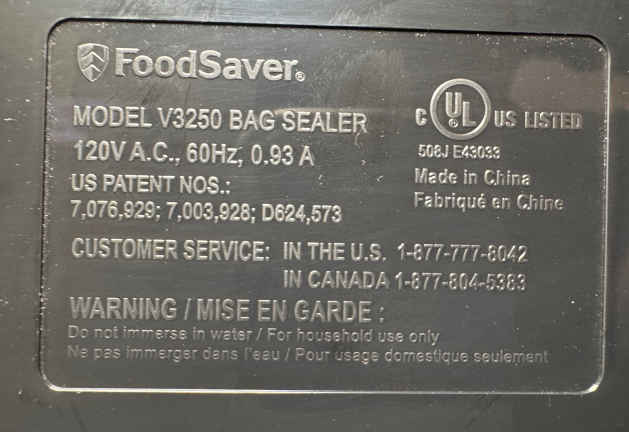 FoodSaver®
MODEL V3250 BAG SEALER
120V A.C., 60Hz, 0.93 A
US PATENT NOS.:
7,076,929; 7,003,928; D624,573
C UL® US LISTED
508J E43033
Made in China
Fabriqué en Chine
CUSTOMER SERVICE: IN THE U.S. 1-877-777-8042
IN CANADA 1-877-804-5383
WARNING / MISE EN GARDE :
Do not immerse in water / For household use only
Ne pas immerger dans l'eau / Pour usage domestique seulement